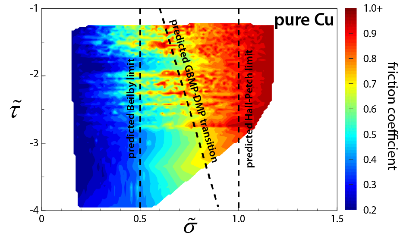 pure Cu
-1
-2
-3
-4
τ̃
0
0.5
1.0
1.5
σ̃
predicted Beilby limit
predicted GBMP-DMP transition
predicted Hall-Petch limit
1.0+
0.9
0.8
0.7
0.6
0.5
0.4
0.3
0.2
friction coefficient